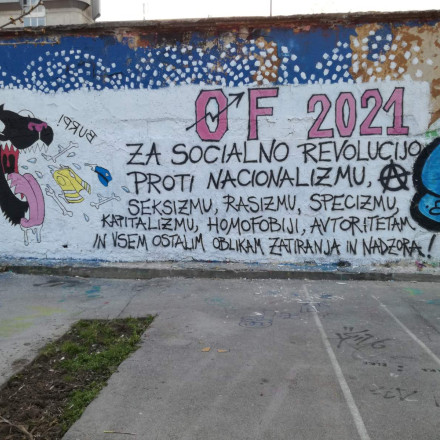 OF 2021
BURP!
ZA SOCIALNO REVOLUCIJO
PROTI NACIONALIZMU, A
SEKSIZMU, RASIZMU, SPECIZMU,
KAPITALIZMU, HOMOFOBIJI, AVTORITETAM
IN VSEM OSTALIM OBLIKAM ZATIRANJA IN NADZORA!